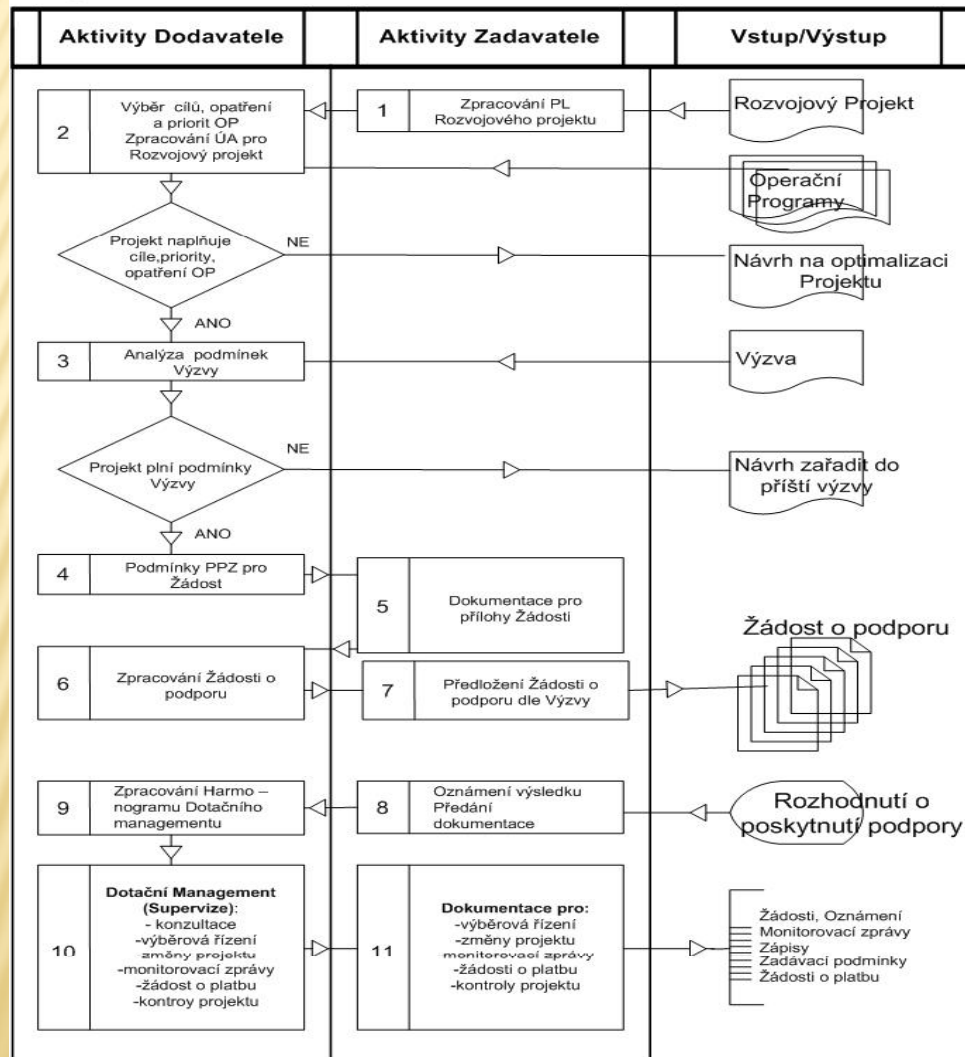 Aktivity Dodavatele
Aktivity Zadavatele
Vstup/Výstup
2
Výběr cílů, opatření
a priorit OP
Zpracování ÚA pro
Rozvojový projekt
1
Zpracování PL
Rozvojového projektu
Rozvojový Projekt
Operační
Programy
Projekt naplňuje
cíle,priority,
opatření OP
NE
Návrh na optimalizaci
Projektu
ANO
3
Analýza podmínek
Výzvy
Výzva
Projekt plní podmínky
Výzvy
NE
Návrh zařadit do
příští výzvy
ANO
4
Podmínky PPZ pro
Žádost
5
Dokumentace pro
přílohy Žádosti
6
Zpracování Žádosti o
podporu
7
Předložení Žádosti o
podporu dle Výzvy
Žádost o podporu
9
Zpracování Harmo –
nogramu Dotačního
managementu
8
Oznámení výsledku
Předání
dokumentace
Rozhodnutí o
poskytnutí podpory
10
Dotační Management
(Supervize):
- konzultace
-výběrová řízení
změny projektu
-monitorovací zprávy
-žádost o platbu
-kontroy projektu
11
Dokumentace pro:
-výběrová řízení
-změny projektu
monitorovací zprávy
-žádosti o platbu
-kontroly projektu
Žádosti, Oznámení
Monitorovací zprávy
Zápisy
Zadávací podmínky
Žádosti o platbu